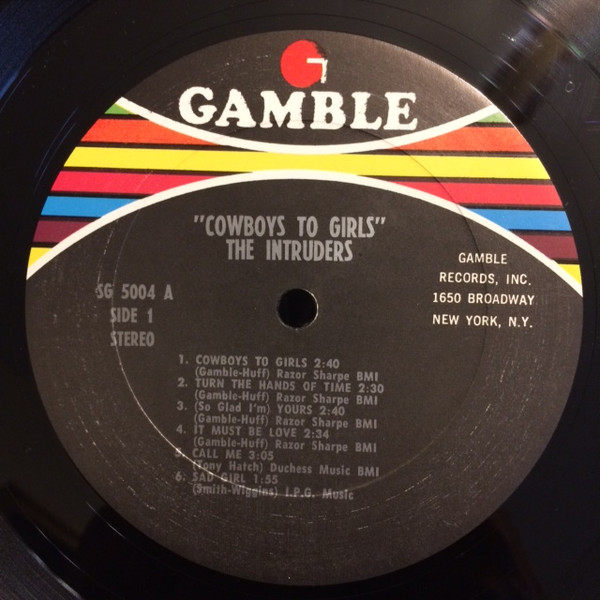 G
GAMBLE
"COWBOYS TO GIRLS"
THE INTRUDERS
SG 5004 A
SIDE 1
STEREO
GAMBLE
RECORDS, INC.
1650 BROADWAY
NEW YORK, N.Y.
1. COWBOYS TO GIRLS 2:40
(Gamble-Huff) Razor Sharpe BMI
2. TURN THE HANDS OF TIME 2:30
(Gamble-Huff) Razor Sharpe BMI
3. (So Glad I'm) YOURS 2:40
(Gamble-Huff) Razor Sharpe BMI
4. IT MUST BE LOVE 2:34
(Gamble-Huff) Razor Sharpe BMI
5. CALL ME 3:05
(Tony Hatch) Duchess Music BMI
6. SAD GIRL 1:55
(Smith-Wiggins) I.P.G. Music